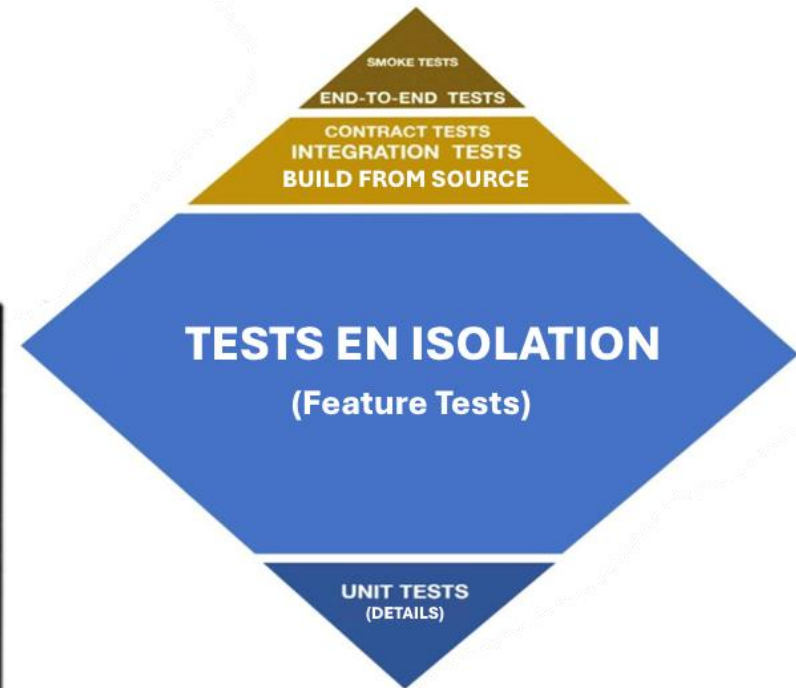 SMOKE TESTS
END-TO-END TESTS
CONTRACT TESTS
INTEGRATION TESTS
BUILD FROM SOURCE
TESTS EN ISOLATION
(Feature Tests)
UNIT TESTS
(DETAILS)